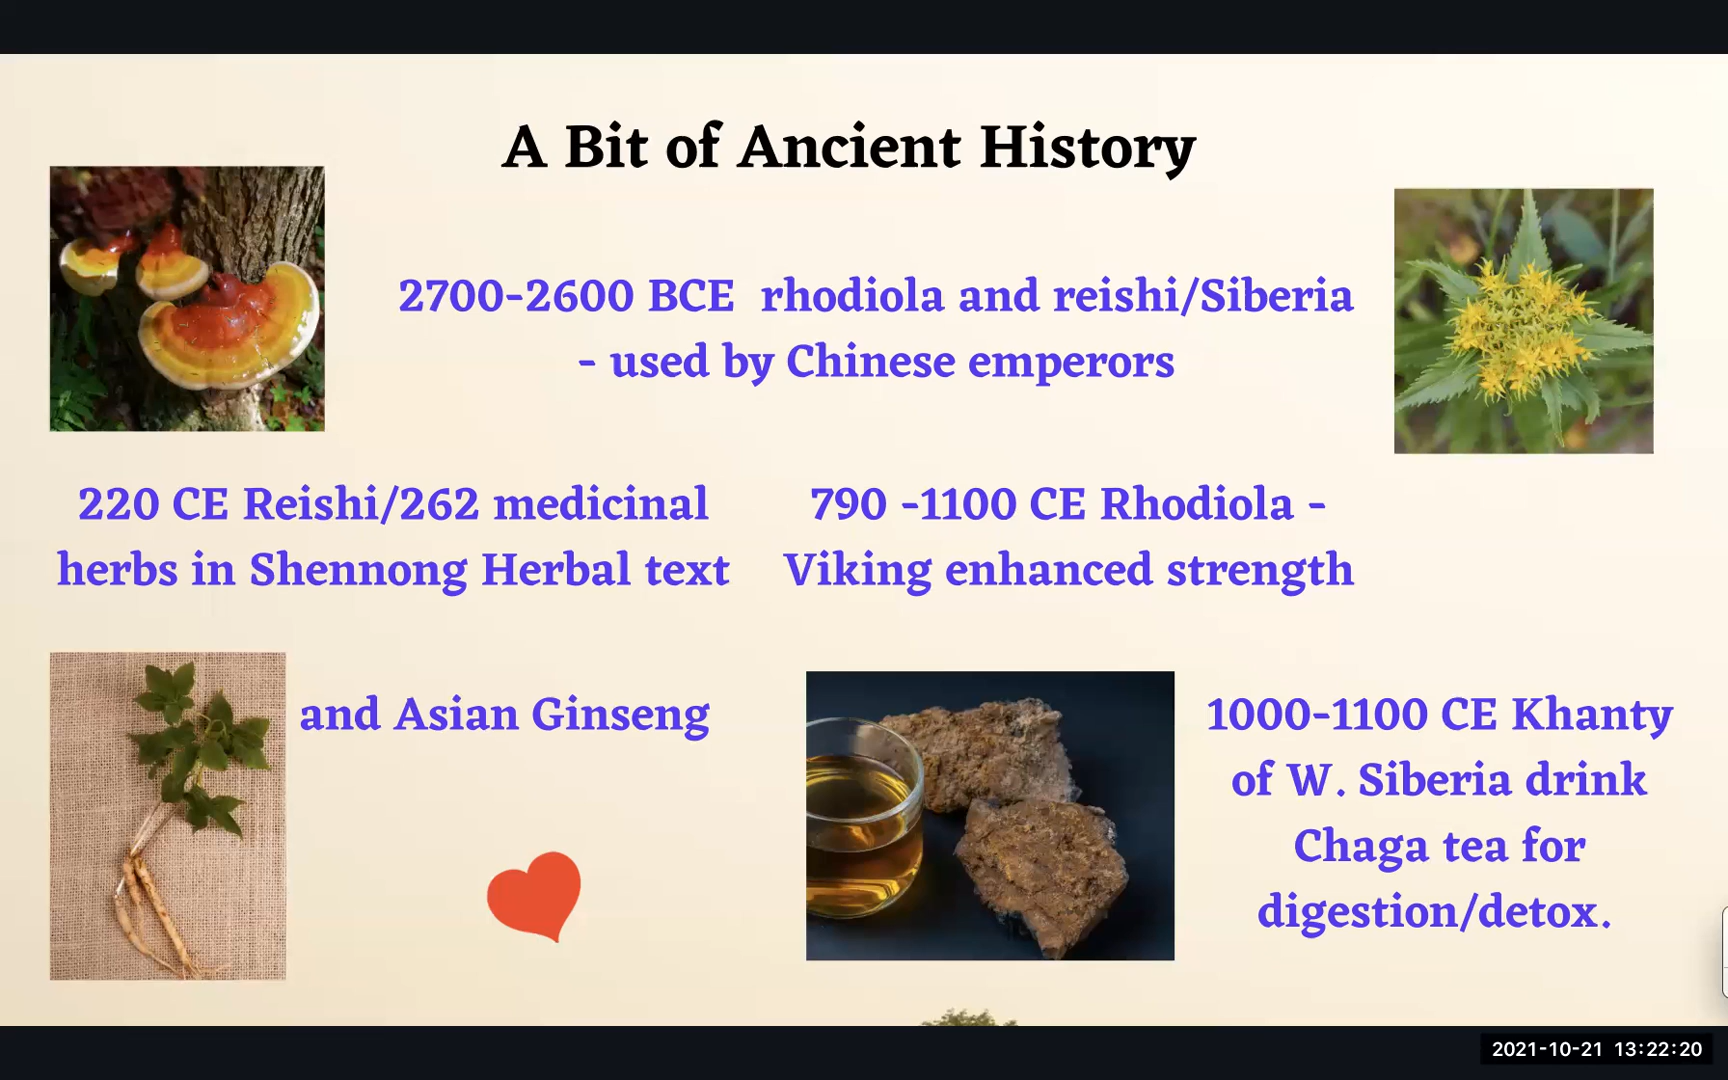 A Bit of Ancient History
2700-2600 BCE  rhodiola and reishi/Siberia
- used by Chinese emperors
220 CE Reishi/262 medicinal
herbs in Shennong Herbal text
790 -1100 CE Rhodiola -
Viking enhanced strength
and Asian Ginseng
1000-1100 CE Khanty
of W. Siberia drink
Chaga tea for
digestion/detox.
2021-10-21 13:22:20